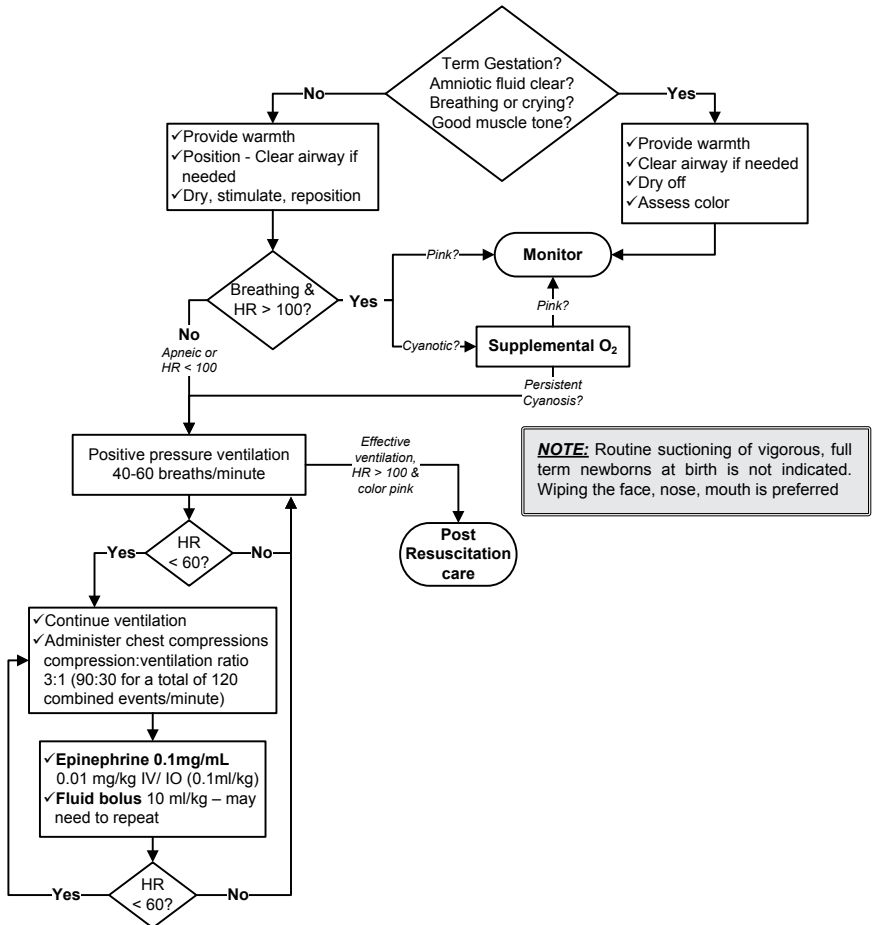 Term Gestation?
Amniotic fluid clear?
Breathing or crying?
Good muscle tone?
No
Yes
✓Provide warmth
✓Position - Clear airway if
needed
✓Dry, stimulate, reposition
✓Provide warmth
✓Clear airway if needed
✓Dry off
✓Assess color
Breathing &
HR > 100?
Yes
Pink?
Monitor
Pink?
Cyanotic?
Supplemental O₂
No
Apneic or
HR < 100
Persistent
Cyanosis?
Positive pressure ventilation
40-60 breaths/minute
Effective
ventilation,
HR > 100 &
color pink
NOTE: Routine suctioning of vigorous, full
term newborns at birth is not indicated.
Wiping the face, nose, mouth is preferred
Post
Resuscitation
care
Yes
HR
< 60?
No
✓Continue ventilation
✓Administer chest compressions
compression:ventilation ratio
3:1 (90:30 for a total of 120
combined events/minute)
✓Epinephrine 0.1mg/mL
0.01 mg/kg IV/ IO (0.1ml/kg)
✓Fluid bolus 10 ml/kg – may
need to repeat
Yes
HR
< 60?
No